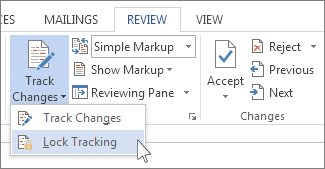 MAILINGS REVIEW VIEW
Track Changes
Simple Markup
Show Markup
Reviewing Pane
Accept
Reject
Previous
Next
Changes
Track Changes
Lock Tracking